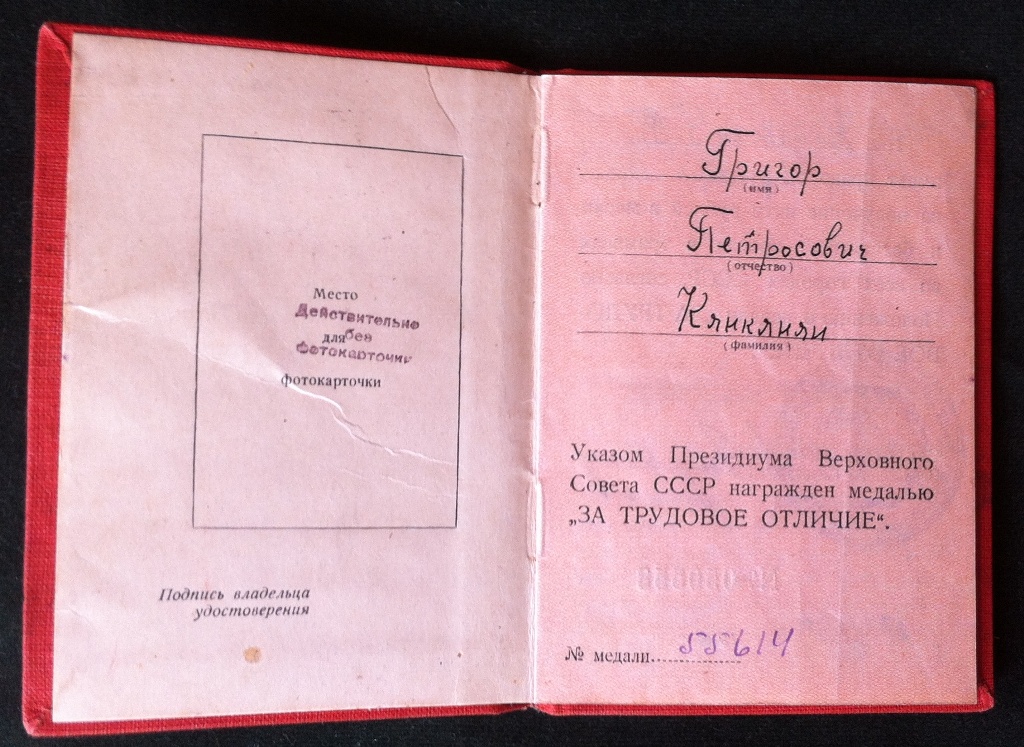 Место
Действительно
для без
фотокарточки
фотокарточки
Подпись владельца
удостоверения
Григор
(имя)
Петросович
(отчество)
(фамилия)
Указом Президиума Верховного
Совета СССР награжден медалью
„ЗА ТРУДОВОЕ ОТЛИЧИЕ“.
№ медали 55614